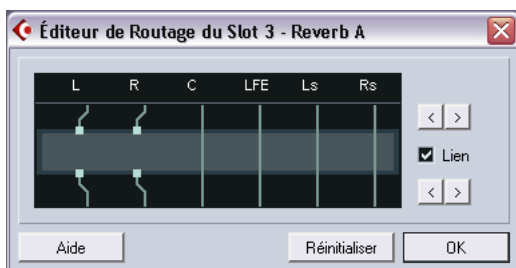 Éditeur de Routage du Slot 3 - Reverb A
L R C LFE Ls Rs
< >
Lien
< >
Aide Réinitialiser OK